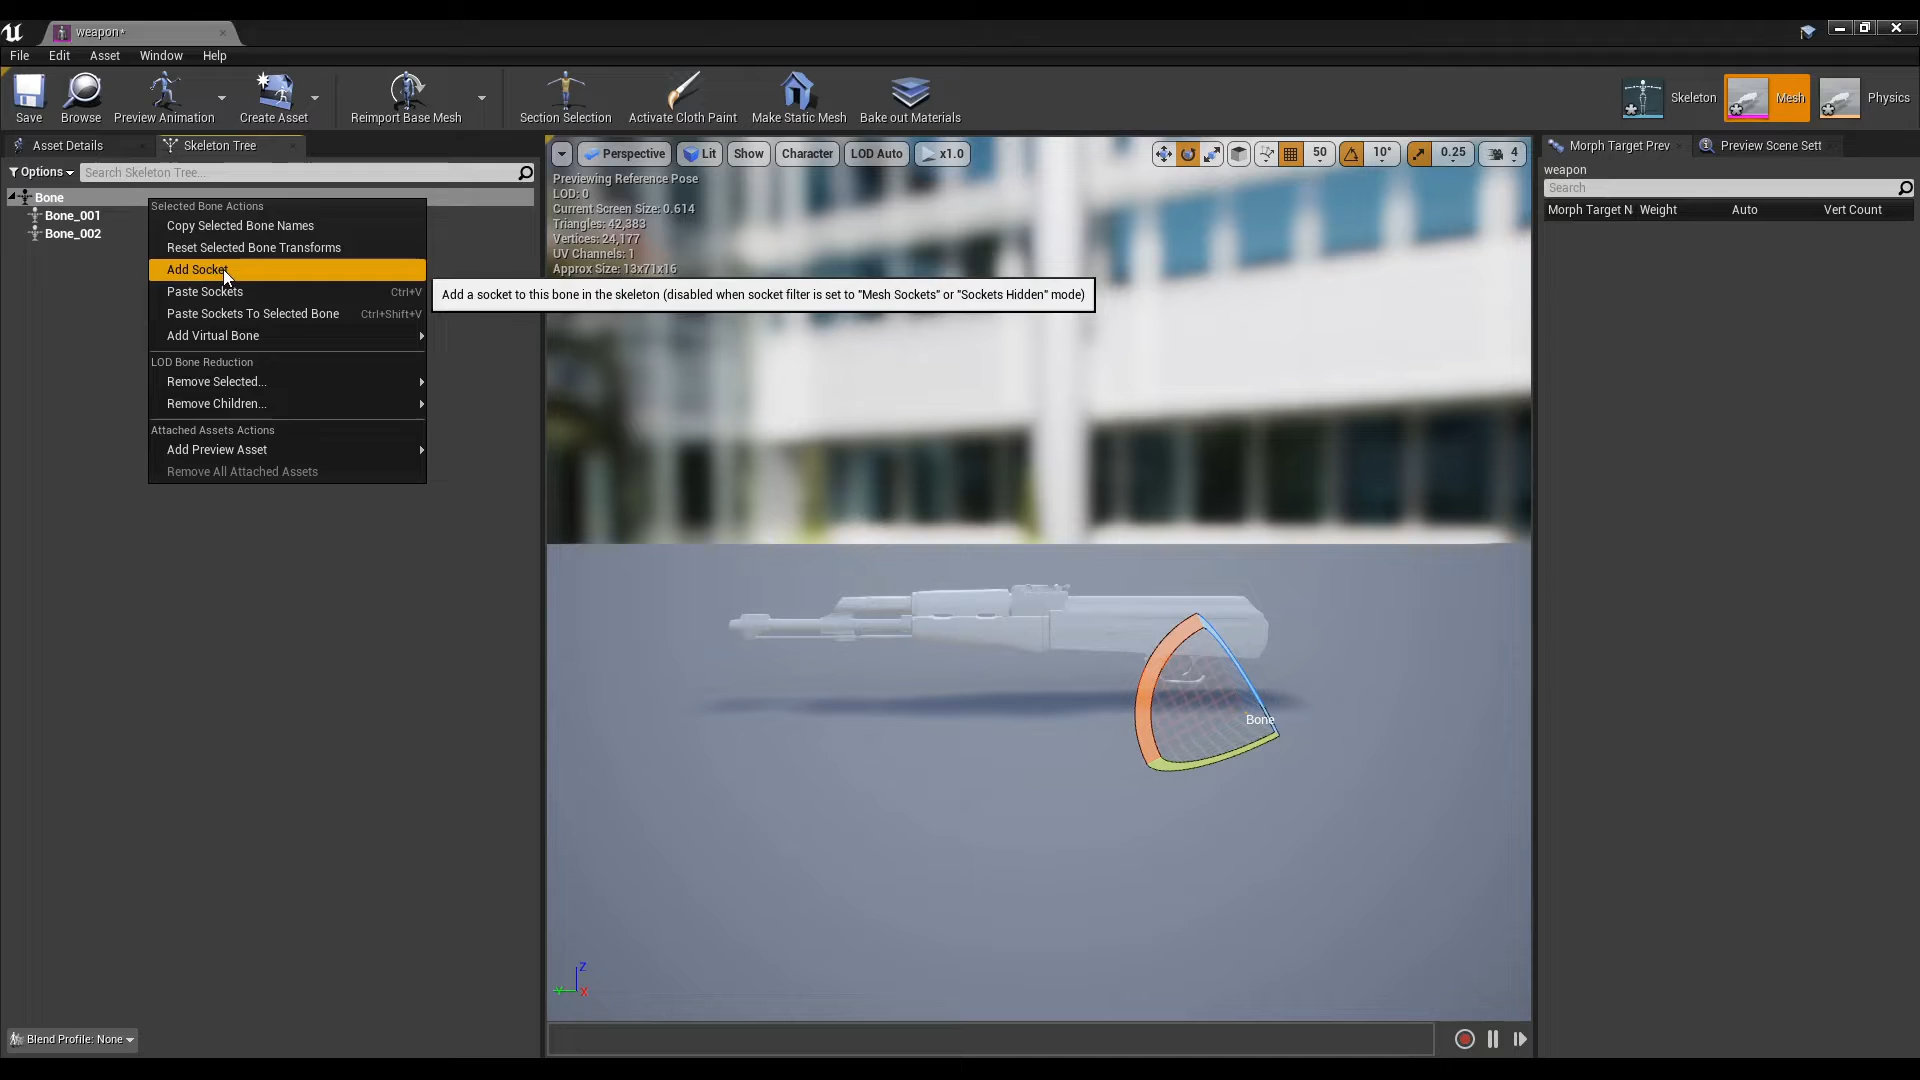 weapon*
File Edit Asset Window Help
Save Browse Preview Animation Create Asset Reimport Base Mesh Section Selection Activate Cloth Paint Make Static Mesh Bake out Materials Skeleton Mesh Physics
Asset Details Skeleton Tree
Options Search Skeleton Tree...
Bone
Bone_001
Bone_002
Selected Bone Actions
Copy Selected Bone Names
Reset Selected Bone Transforms
Add Socket
Paste Sockets Ctrl+V
Paste Sockets To Selected Bone Ctrl+Shift+V
Add Virtual Bone
LOD Bone Reduction
Remove Selected...
Remove Children...
Attached Assets Actions
Add Preview Asset
Remove All Attached Assets
Add a socket to this bone in the skeleton (disabled when socket filter is set to "Mesh Sockets" or "Sockets Hidden" mode)
Perspective Lit Show Character LOD Auto x1.0 50 10° 0.25 4
Previewing Reference Pose
LOD: 0
Current Screen Size: 0.614
Triangles: 42,383
Vertices: 24,177
UV Channels: 1
Approx Size: 13x71x16
Bone
Z
Y X
Morph Target Prev Preview Scene Sett
weapon
Search
Morph Target N Weight Auto Vert Count
Blend Profile: None